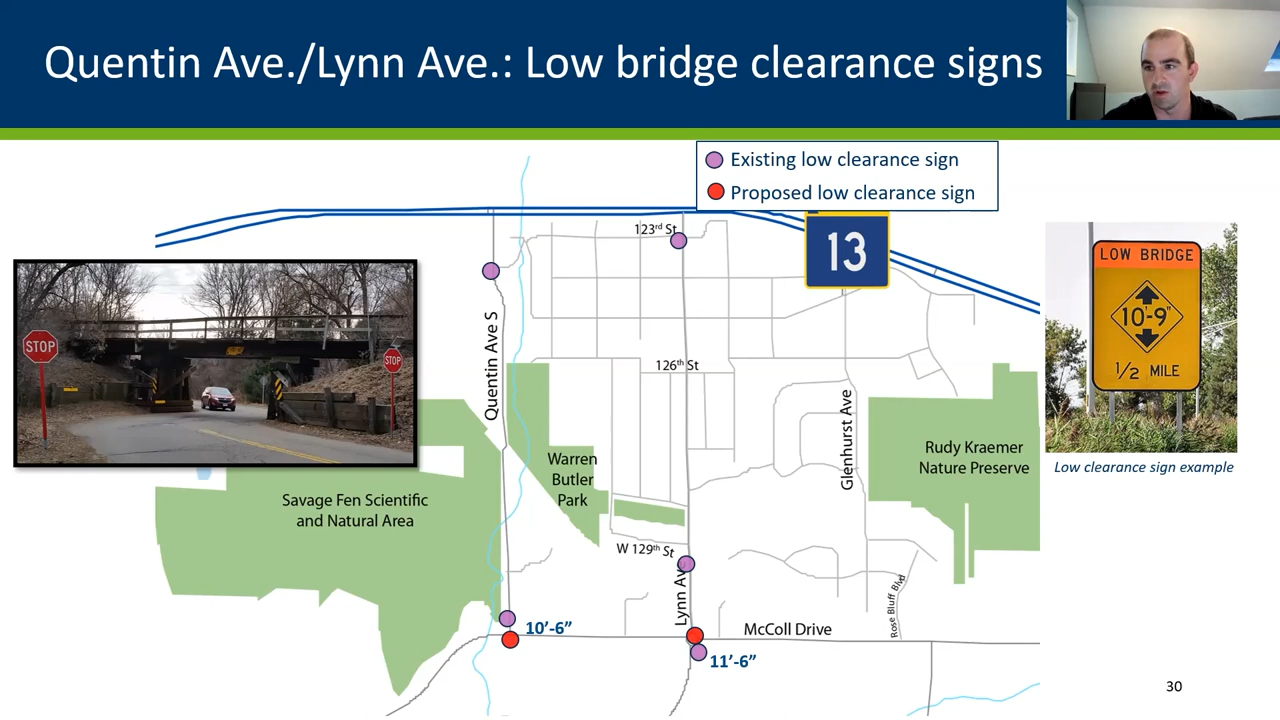 Quentin Ave./Lynn Ave.: Low bridge clearance signs
Existing low clearance sign
Proposed low clearance sign
123rd St
13
Quentin Ave S
126th St
Glenhurst Ave
Rudy Kraemer
Nature Preserve
Warren
Butler
Park
Savage Fen Scientific
and Natural Area
W 129th St
Lynn Av
Rose Bluff Blvd
McColl Drive
10’-6”
11’-6”
STOP
STOP
LOW BRIDGE
10'-9"
1/2 MILE
Low clearance sign example
30